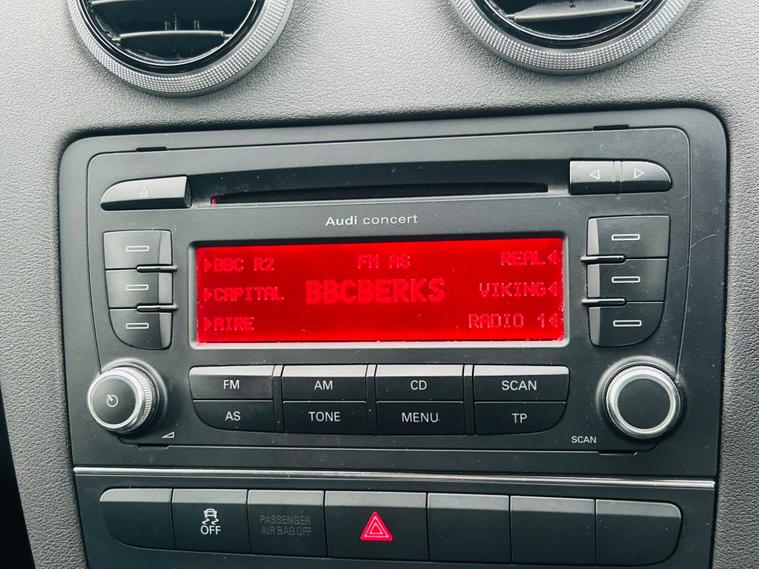 Audi concert
BBC R2 FM AS REAL
CAPITAL BBCBERKS VIKING
AIRE RADIO 1
FM AM CD SCAN
AS TONE MENU TP
SCAN
OFF
PASSENGER
AIR BAG OFF